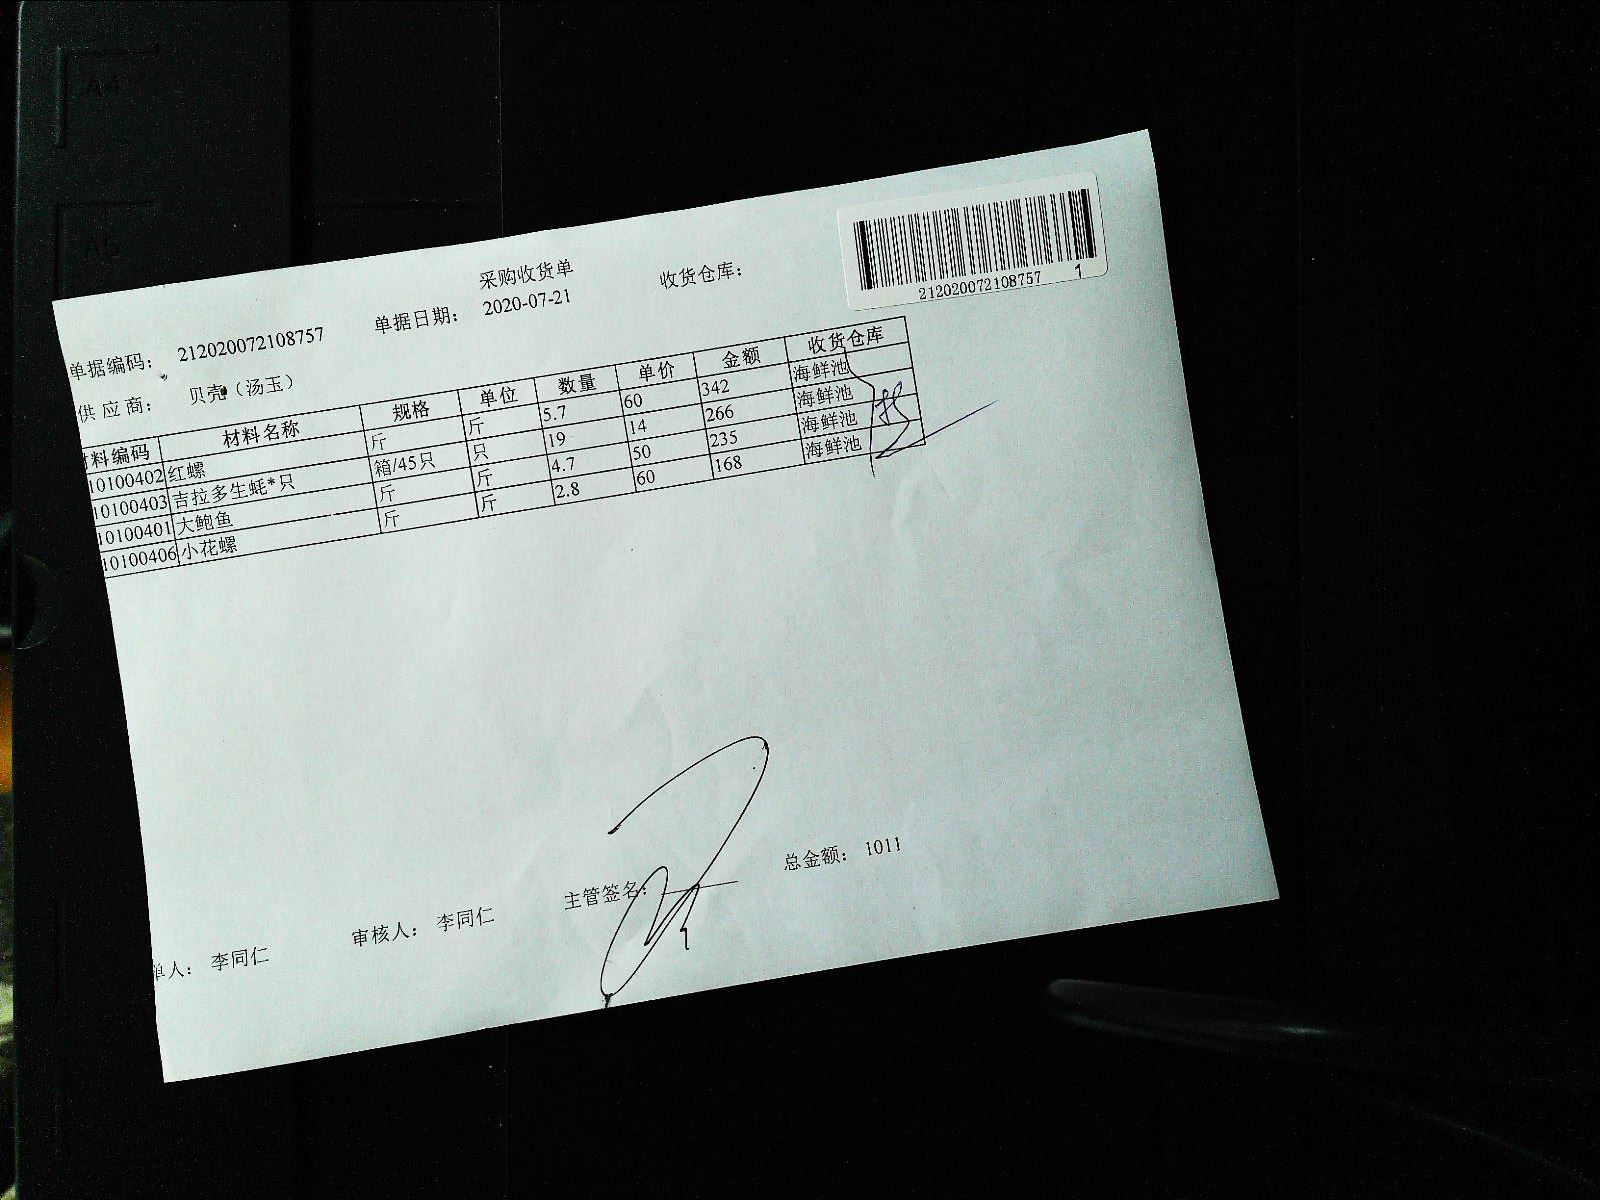 采购收货单
单据编码： 212020072108757 单据日期： 2020-07-21 收货仓库：
212020072108757 1
供应商： 贝壳（汤玉）
材料编码 材料名称 规格 单位 数量 单价 金额 收货仓库
10100402 红螺 斤 斤 5.7 60 342 海鲜池
10100403 吉拉多生蚝*只 箱/45只 只 19 14 266 海鲜池
10100401 大鲍鱼 斤 斤 4.7 50 235 海鲜池
10100406 小花螺 斤 斤 2.8 60 168 海鲜池
单人： 李同仁 审核人： 李同仁 主管签名： 总金额： 1011
A4
A5